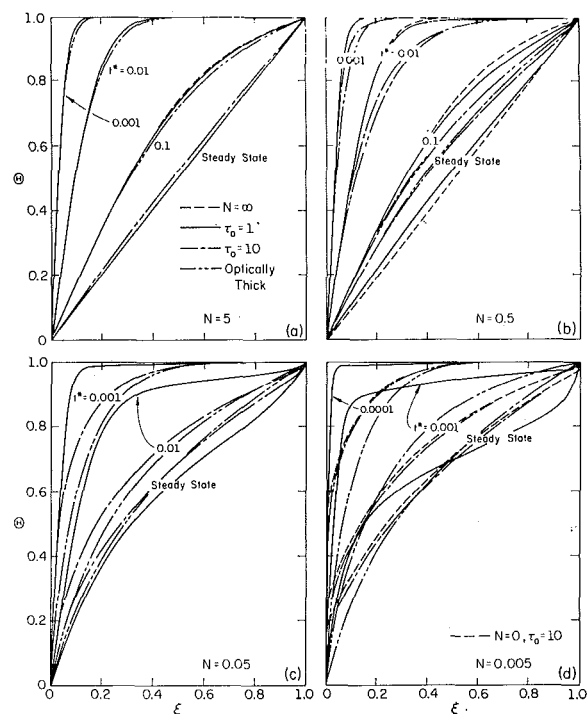 1.0
(a)
t*=0.01
0.8
0.001
0.6
0.1
Steady State
Θ
N=∞
0.4
τ₀=1
τ₀=10
Optically
Thick
0.2
N=5
0
(b)
0.001
t*=0.01
0.1
Steady State
N=0.5
0 0.2 0.4 0.6 0.8 1.0
1.0
t*=0.001
0.01
0.8
Θ
0.6
Steady State
0.4
0.2
N=0.05
(c)
0
0 0.2 0.4 0.6 0.8 1.0
ξ
0.0001
t*=0.001
Steady State
N=0, τ₀=10
N=0.005
(d)
0 0.2 0.4 0.6 0.8 1.0
ξ